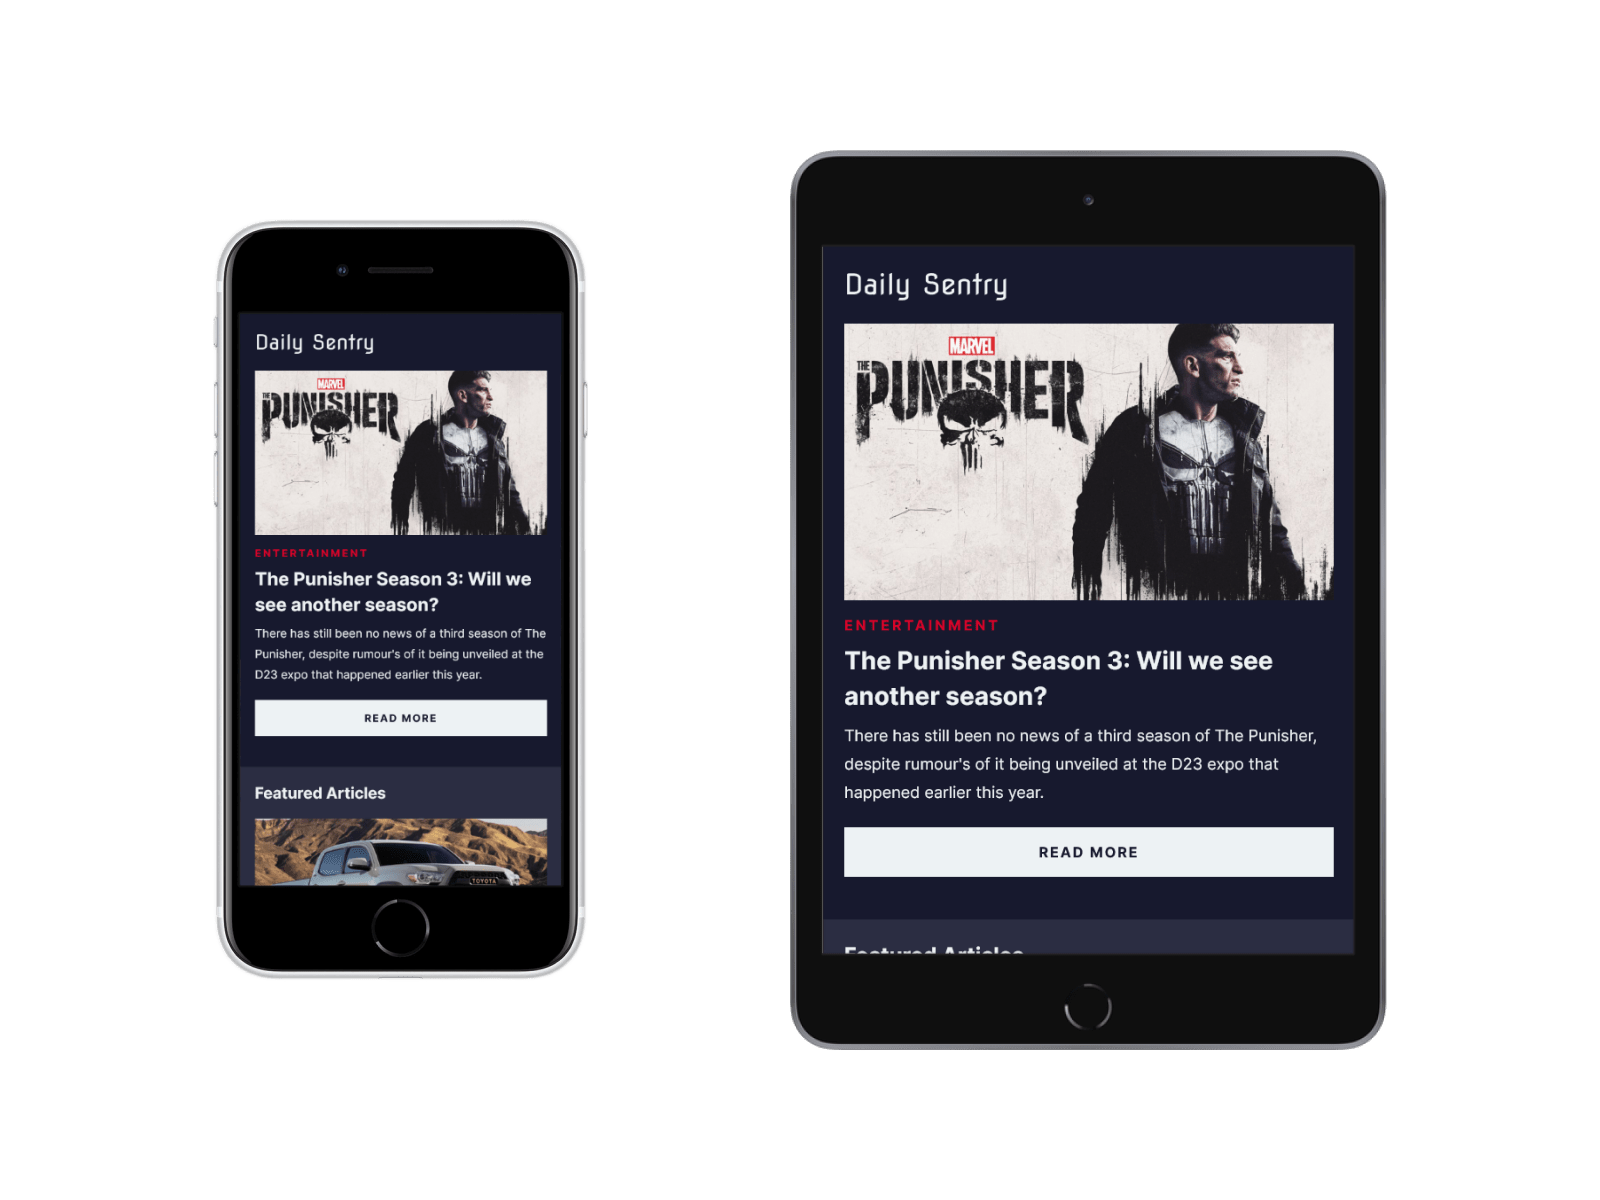 Daily Sentry
MARVEL
THE
PUNISHER
ENTERTAINMENT
The Punisher Season 3: Will we
see another season?
There has still been no news of a third season of The
Punisher, despite rumour's of it being unveiled at the
D23 expo that happened earlier this year.
READ MORE
Featured Articles
TOYOTA
Daily Sentry
MARVEL
THE
PUNISHER
ENTERTAINMENT
The Punisher Season 3: Will we see
another season?
There has still been no news of a third season of The Punisher,
despite rumour's of it being unveiled at the D23 expo that
happened earlier this year.
READ MORE
Featured Articles